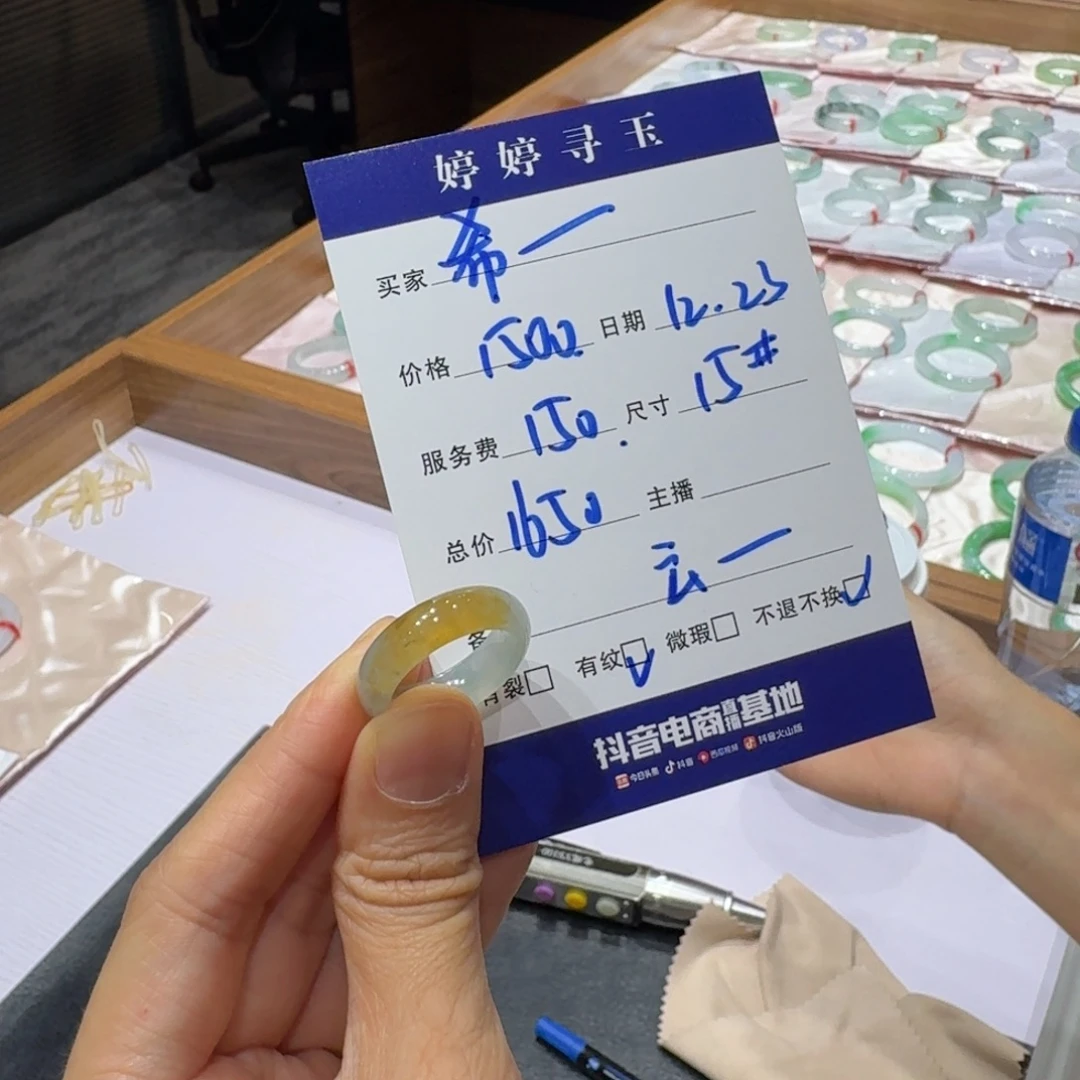 婷婷寻玉
买家 希一
价格 1500. 日期 12.23
服务费 150. 尺寸 15#
总价 1650 主播
云一
备
有裂 有纹 微瑕 不退不换
抖音电商直播基地
今日头条 抖音 西瓜视频 抖音火山版